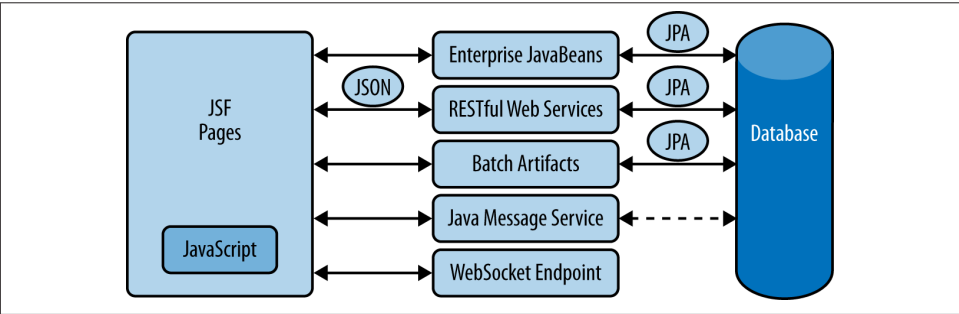 JSF
Pages
JavaScript
JSON
Enterprise JavaBeans
RESTful Web Services
Batch Artifacts
Java Message Service
WebSocket Endpoint
JPA
JPA
JPA
Database